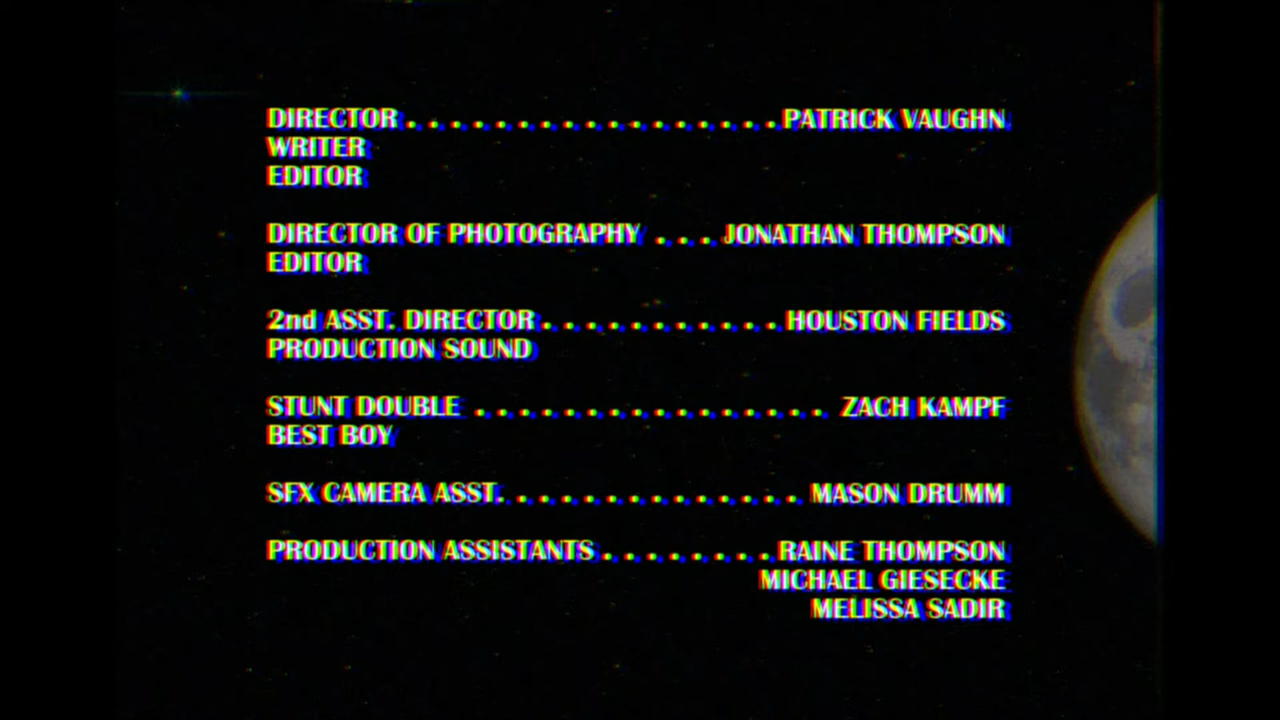 DIRECTOR . . . . . . . . . . . . . . . . . PATRICK VAUGHN
WRITER
EDITOR
DIRECTOR OF PHOTOGRAPHY . . . JONATHAN THOMPSON
EDITOR
2nd ASST. DIRECTOR . . . . . . . . . . . HOUSTON FIELDS
PRODUCTION SOUND
STUNT DOUBLE . . . . . . . . . . . . . . . . ZACH KAMPF
BEST BOY
SFX CAMERA ASST. . . . . . . . . . . . . . MASON DRUMM
PRODUCTION ASSISTANTS . . . . . . . . RAINE THOMPSON
MICHAEL GIESECKE
MELISSA SADIR